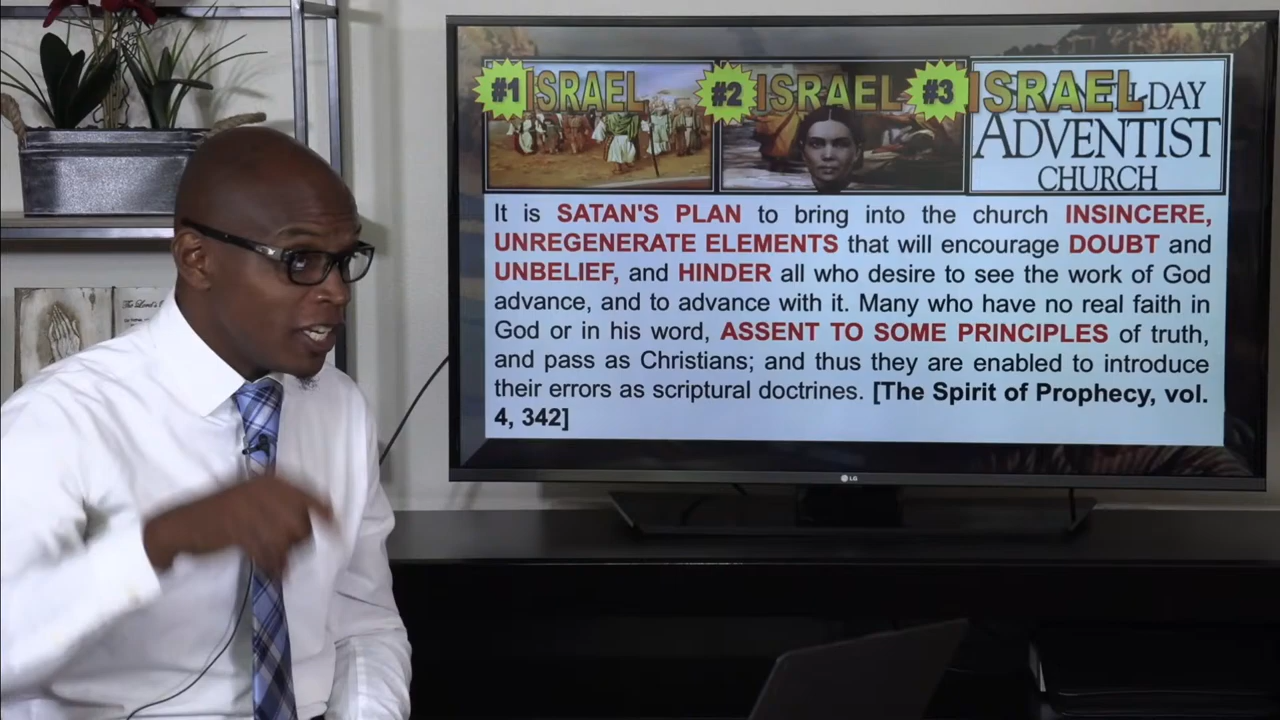 #1 ISRAEL #2 ISRAEL #3 ISRAEL
LL-DAY
ADVENTIST
CHURCH
It is SATAN'S PLAN to bring into the church INSINCERE,
UNREGENERATE ELEMENTS that will encourage DOUBT and
UNBELIEF, and HINDER all who desire to see the work of God
advance, and to advance with it. Many who have no real faith in
God or in his word, ASSENT TO SOME PRINCIPLES of truth,
and pass as Christians; and thus they are enabled to introduce
their errors as scriptural doctrines. [The Spirit of Prophecy, vol.
4, 342]
LG
The Lord's